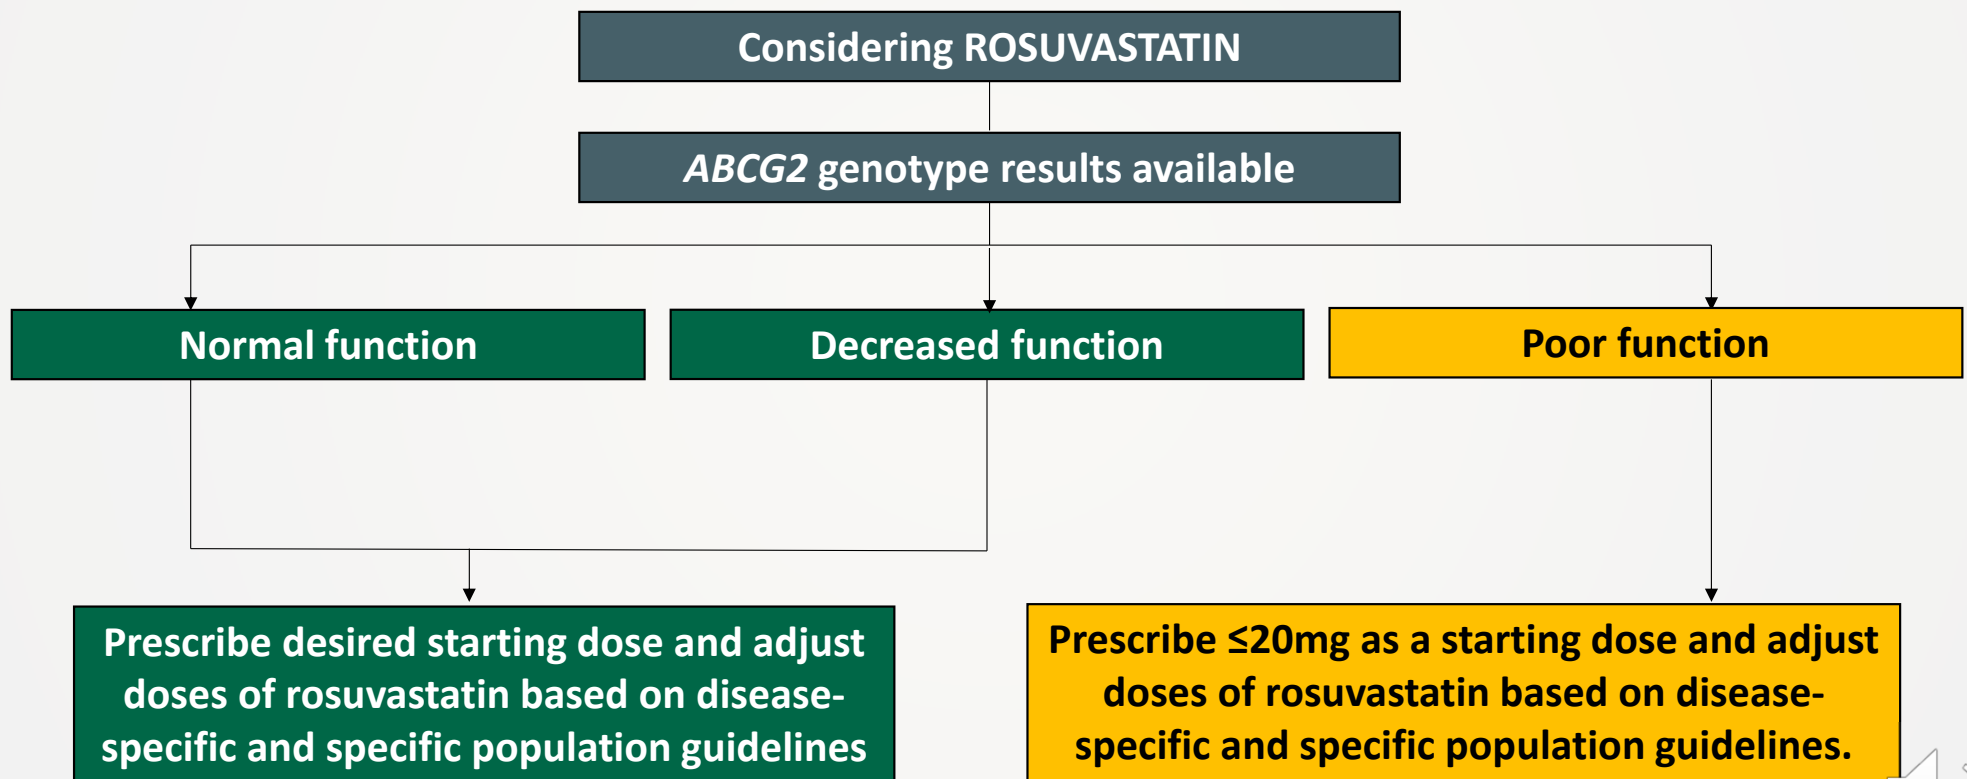 Considering ROSUVASTATIN
ABCG2 genotype results available
Normal function
Decreased function
Poor function
Prescribe desired starting dose and adjust
doses of rosuvastatin based on disease-
specific and specific population guidelines
Prescribe ≤20mg as a starting dose and adjust
doses of rosuvastatin based on disease-
specific and specific population guidelines.